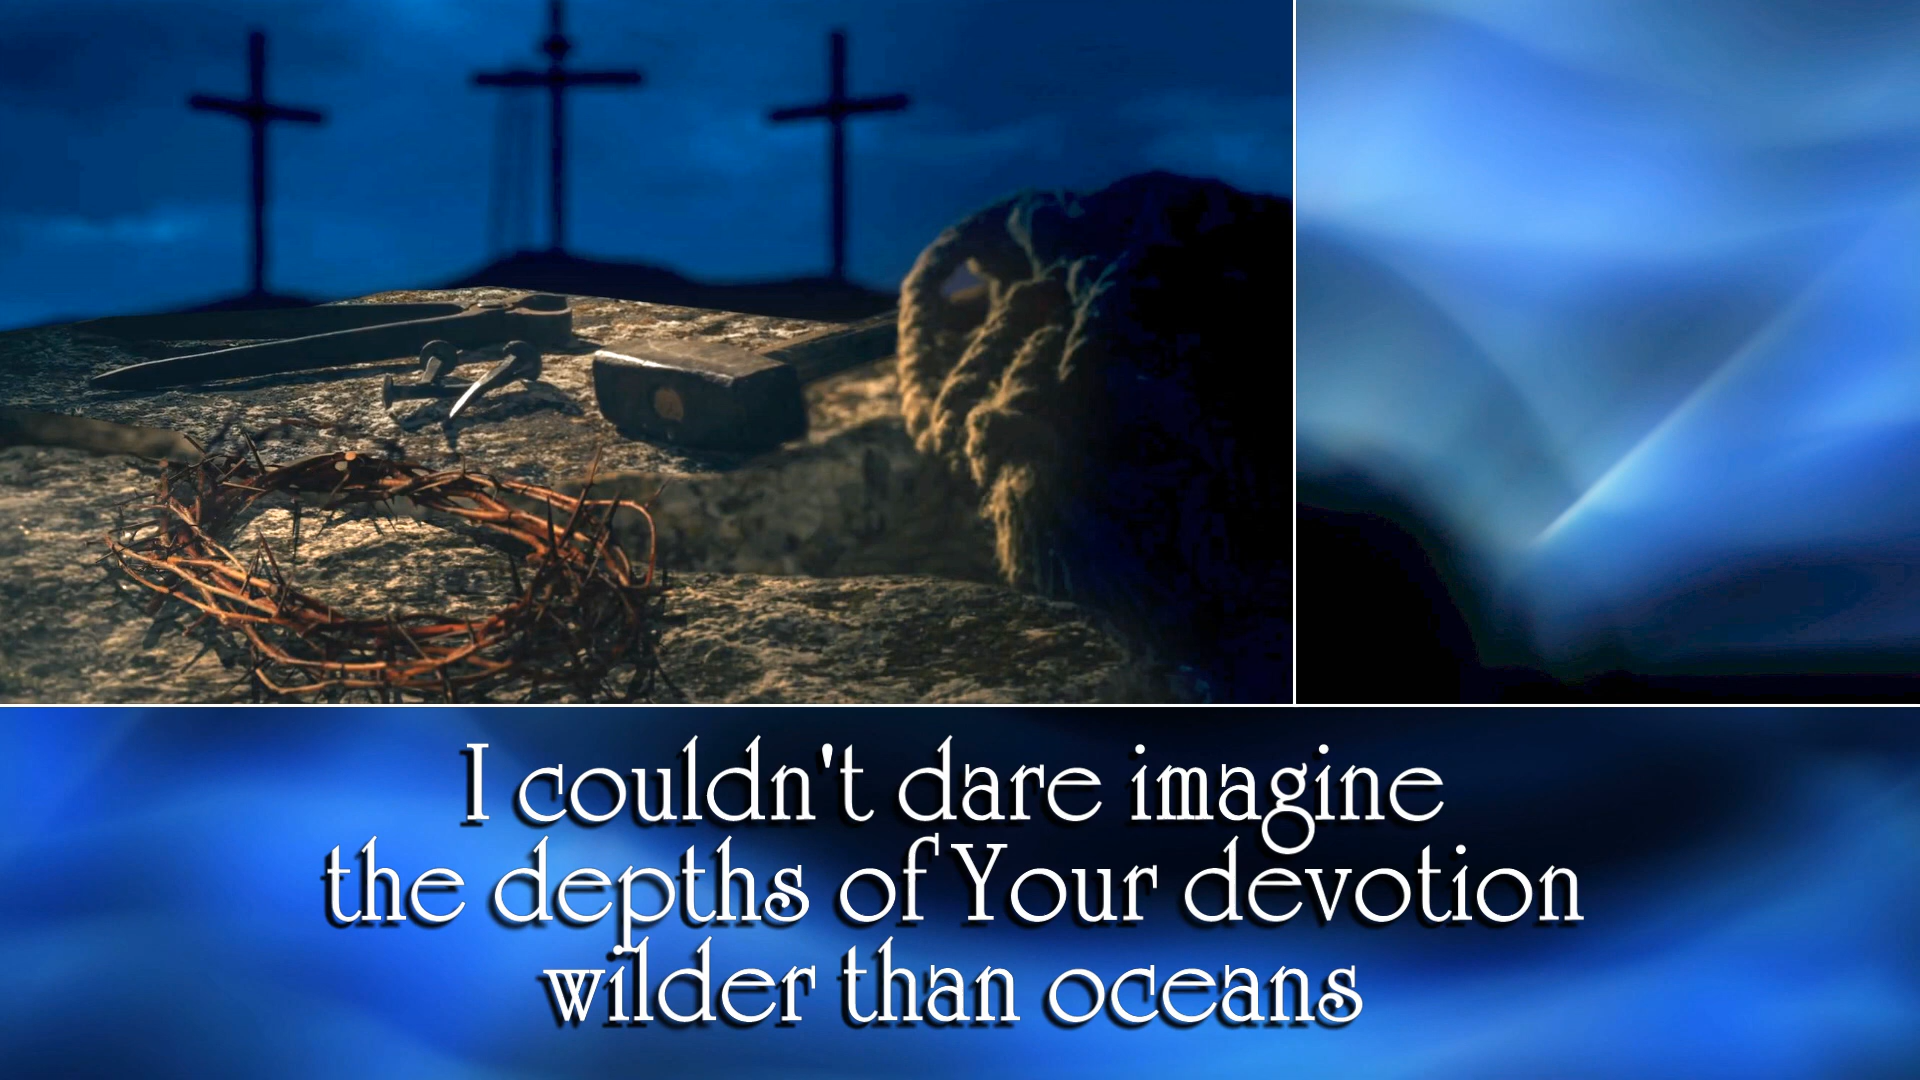 I couldn't dare imagine
the depths of Your devotion
wilder than oceans